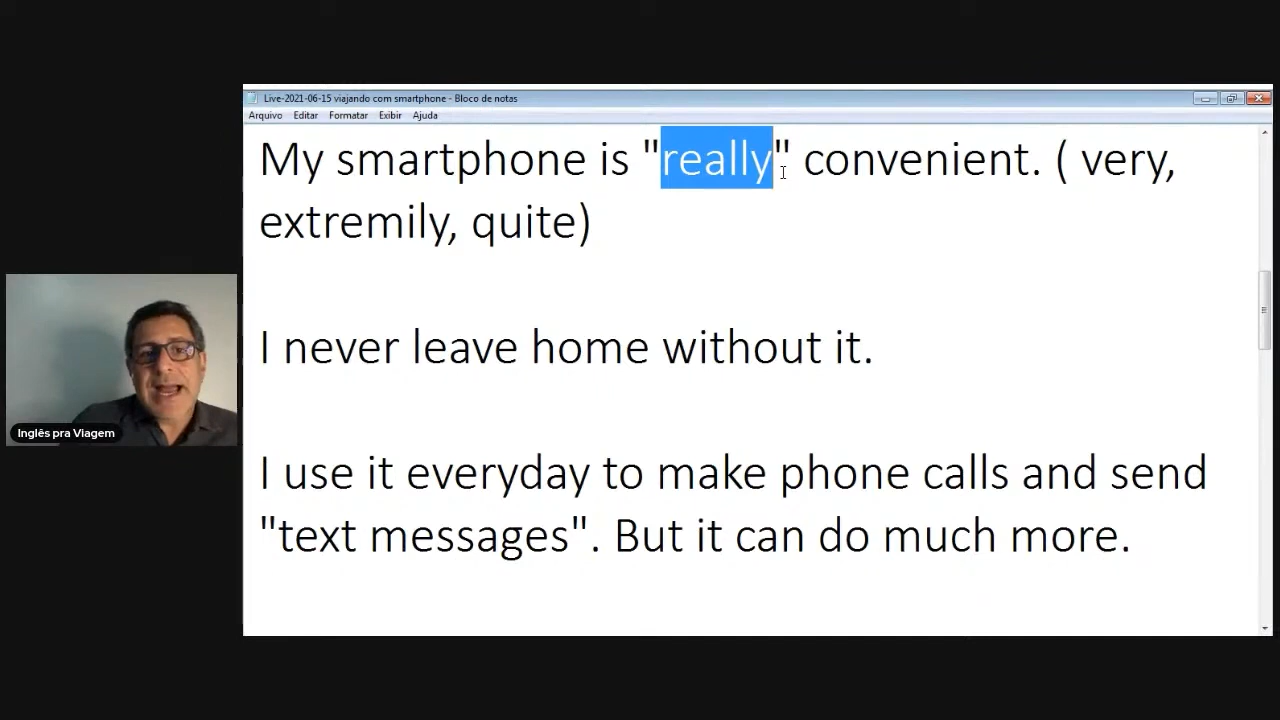 Live-2021-06-15 viajando com smartphone - Bloco de notas
Arquivo Editar Formatar Exibir Ajuda
My smartphone is "really" convenient. ( very,
extremily, quite)
I never leave home without it.
I use it everyday to make phone calls and send
"text messages". But it can do much more.
Inglês pra Viagem